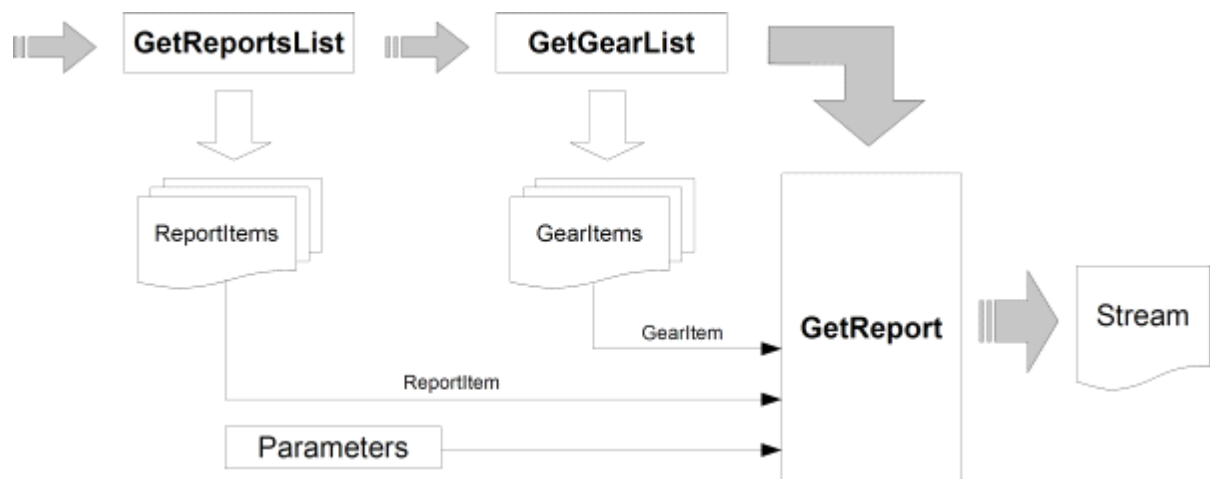 GetReportsList
GetGearList
ReportItems
GearItems
GearItem
GetReport
Stream
ReportItem
Parameters